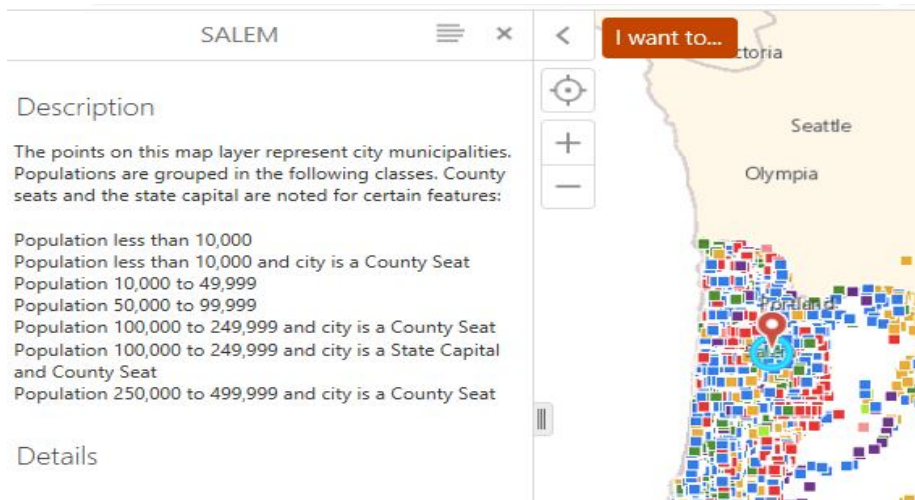 SALEM
Description
The points on this map layer represent city municipalities.
Populations are grouped in the following classes. County
seats and the state capital are noted for certain features:
Population less than 10,000
Population less than 10,000 and city is a County Seat
Population 10,000 to 49,999
Population 50,000 to 99,999
Population 100,000 to 249,999 and city is a County Seat
Population 100,000 to 249,999 and city is a State Capital
and County Seat
Population 250,000 to 499,999 and city is a County Seat
Details
I want to...
ctoria
Seattle
Olympia
Portland
Salem